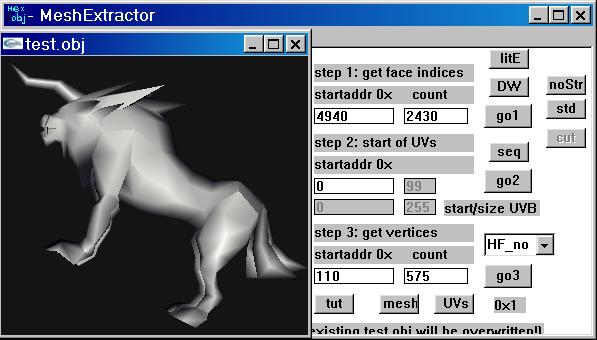 Hex
obj - MeshExtractor
test.obj
litE
step 1: get face indices
DW
noStr
startaddr 0x count
std
4940 2430
go1
step 2: start of UVs
cut
startaddr 0x
seq
0 99
go2
0 255 start/size UVB
step 3: get vertices
HF_no
startaddr 0x count
110 575
go3
tut mesh UVs 0x1
existing test.obj will be overwritten!)